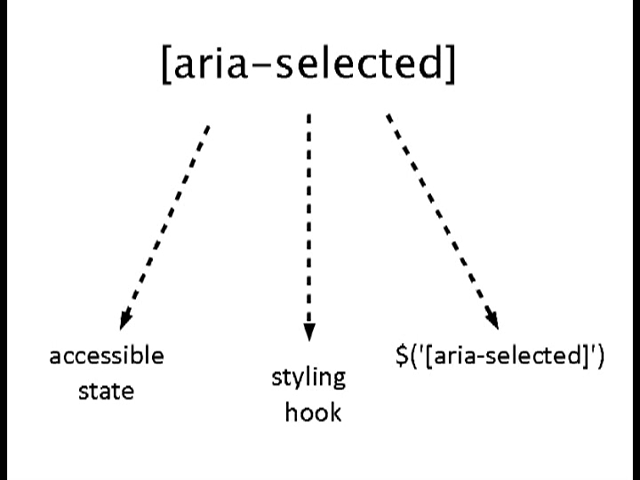 [aria-selected]
accessible
state
styling
hook
$('[aria-selected]')